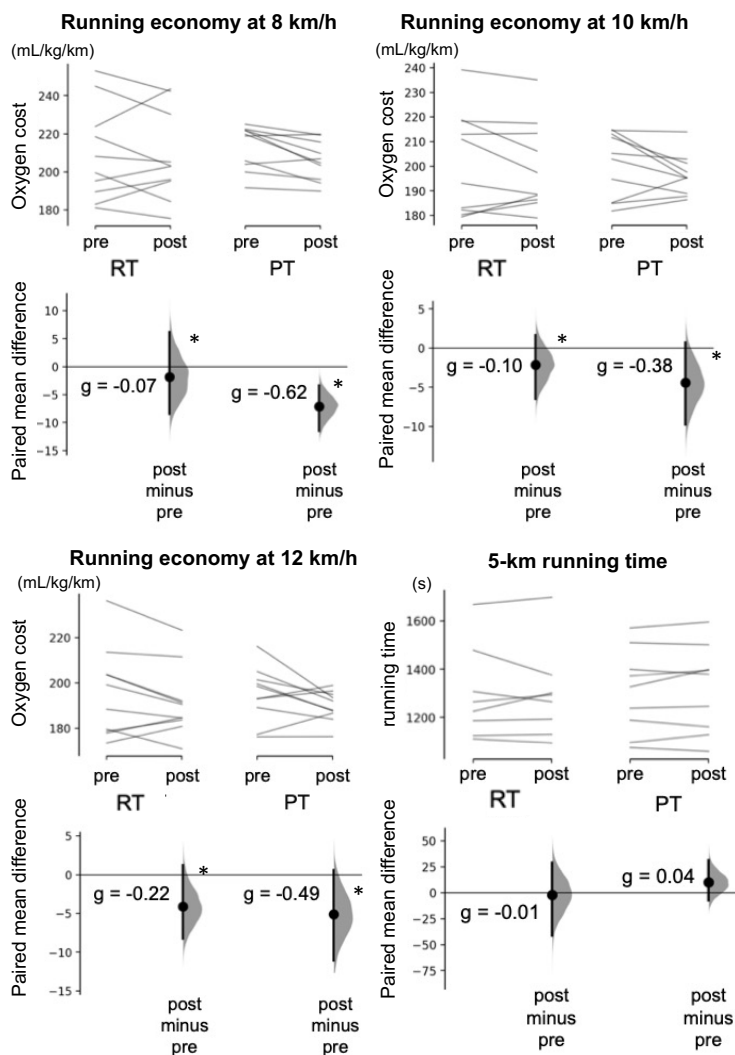 Running economy at 8 km/h
(mL/kg/km)
Oxygen cost
240
220
200
180
pre
post
pre
post
RT
PT
Paired mean difference
10
5
0
−5
−10
−15
g = -0.07
*
g = -0.62
*
post
minus
pre
post
minus
pre
Running economy at 10 km/h
(mL/kg/km)
Oxygen cost
240
230
220
210
200
190
180
pre
post
pre
post
RT
PT
Paired mean difference
5
0
−5
−10
g = -0.10
*
g = -0.38
*
post
minus
pre
post
minus
pre
Running economy at 12 km/h
(mL/kg/km)
Oxygen cost
220
200
180
pre
post
pre
post
RT
PT
Paired mean difference
5
0
−5
−10
−15
g = -0.22
*
g = -0.49
*
post
minus
pre
post
minus
pre
5-km running time
(s)
running time
1600
1400
1200
pre
post
pre
post
RT
PT
Paired mean difference
50
25
0
−25
−50
−75
g = -0.01
g = 0.04
post
minus
pre
post
minus
pre